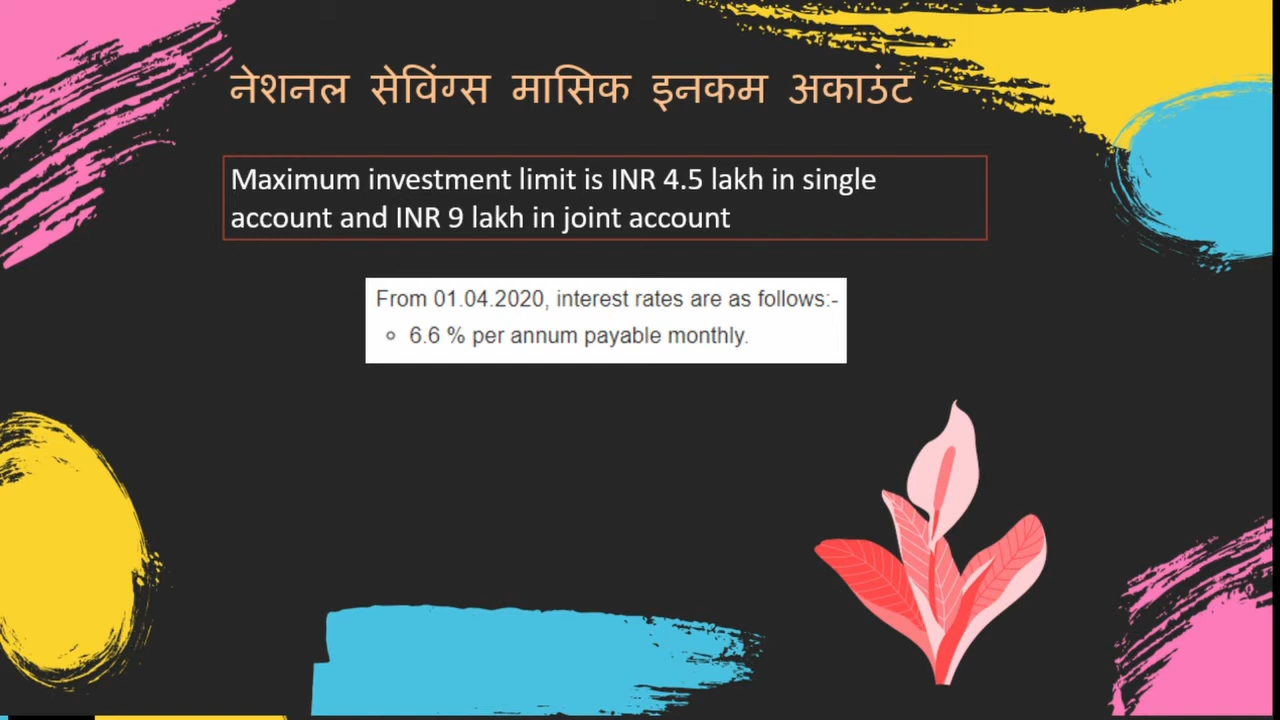 नेशनल सेविंग्स मासिक इनकम अकाउंट
Maximum investment limit is INR 4.5 lakh in single
account and INR 9 lakh in joint account
From 01.04.2020, interest rates are as follows:-
○ 6.6 % per annum payable monthly.